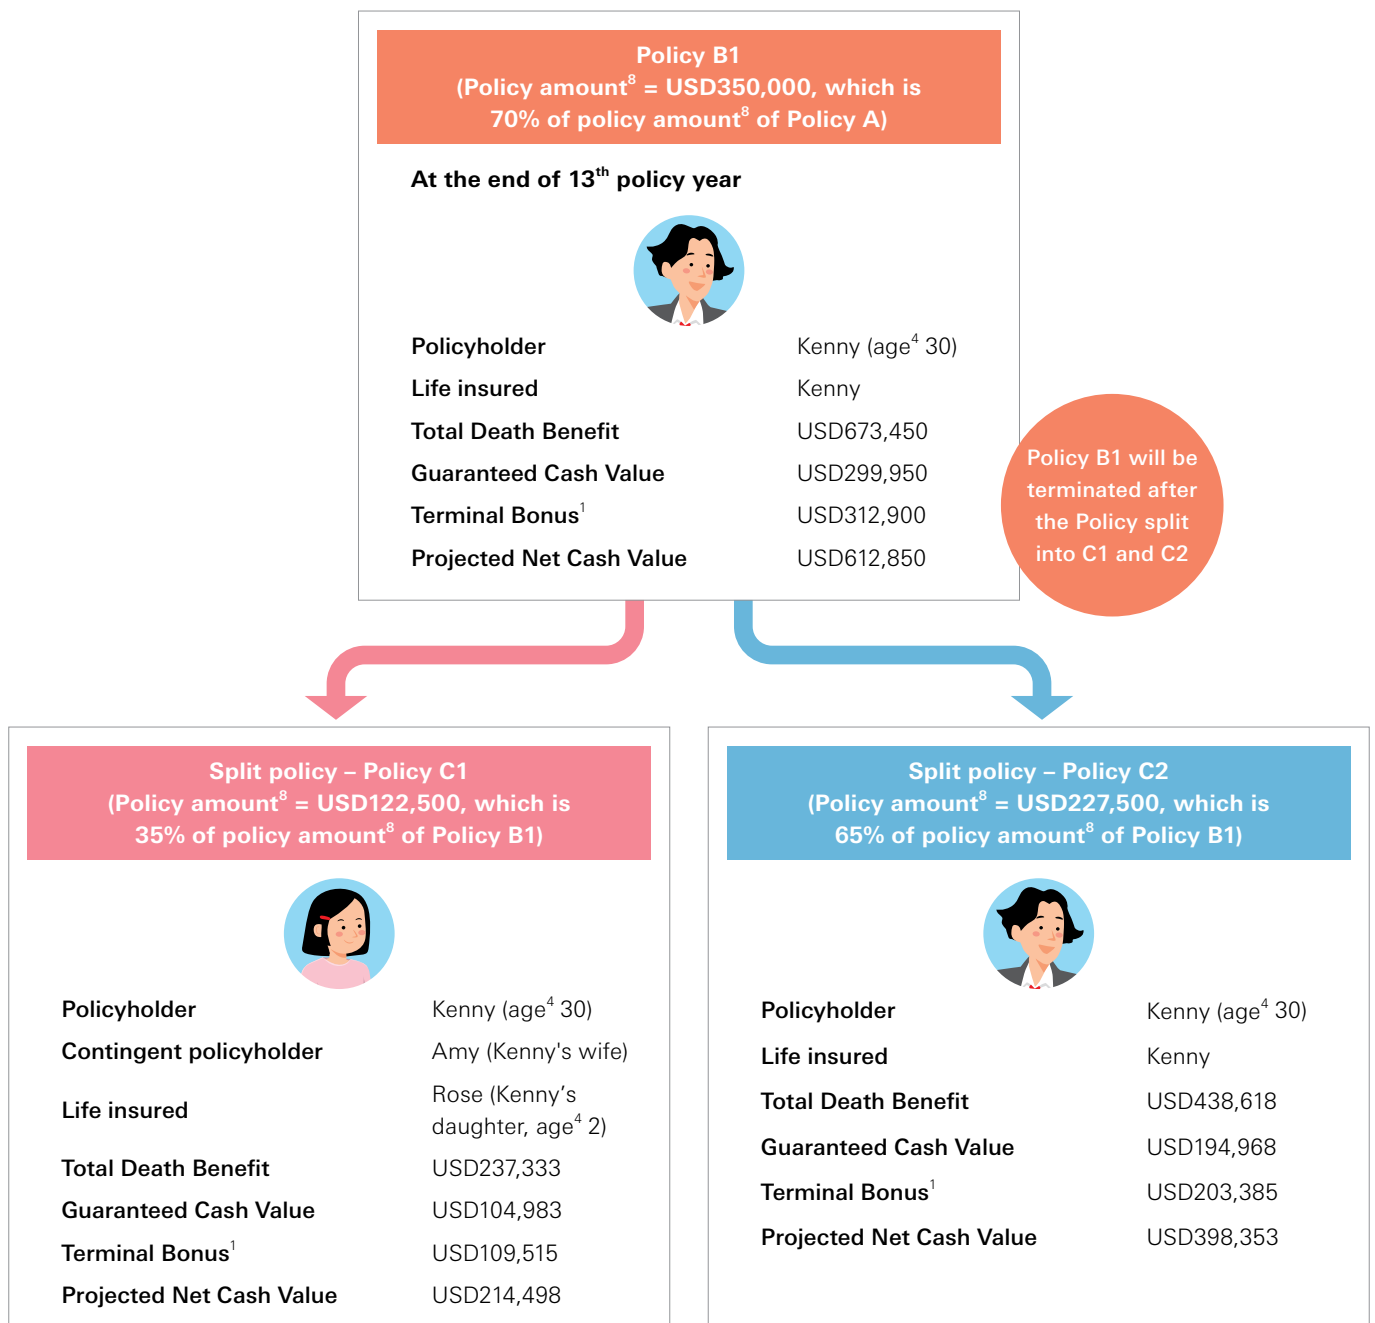 Policy B1
(Policy amount8 = USD350,000, which is
70% of policy amount8 of Policy A)
At the end of 13th policy year
Policyholder Kenny (age4 30)
Life insured Kenny
Total Death Benefit USD673,450
Guaranteed Cash Value USD299,950
Terminal Bonus1 USD312,900
Projected Net Cash Value USD612,850
Policy B1 will be
terminated after
the Policy split
into C1 and C2
Split policy – Policy C1
(Policy amount8 = USD122,500, which is
35% of policy amount8 of Policy B1)
Policyholder Kenny (age4 30)
Contingent policyholder Amy (Kenny's wife)
Life insured Rose (Kenny’s
daughter, age4 2)
Total Death Benefit USD237,333
Guaranteed Cash Value USD104,983
Terminal Bonus1 USD109,515
Projected Net Cash Value USD214,498
Split policy – Policy C2
(Policy amount8 = USD227,500, which is
65% of policy amount8 of Policy B1)
Policyholder Kenny (age4 30)
Life insured Kenny
Total Death Benefit USD438,618
Guaranteed Cash Value USD194,968
Terminal Bonus1 USD203,385
Projected Net Cash Value USD398,353